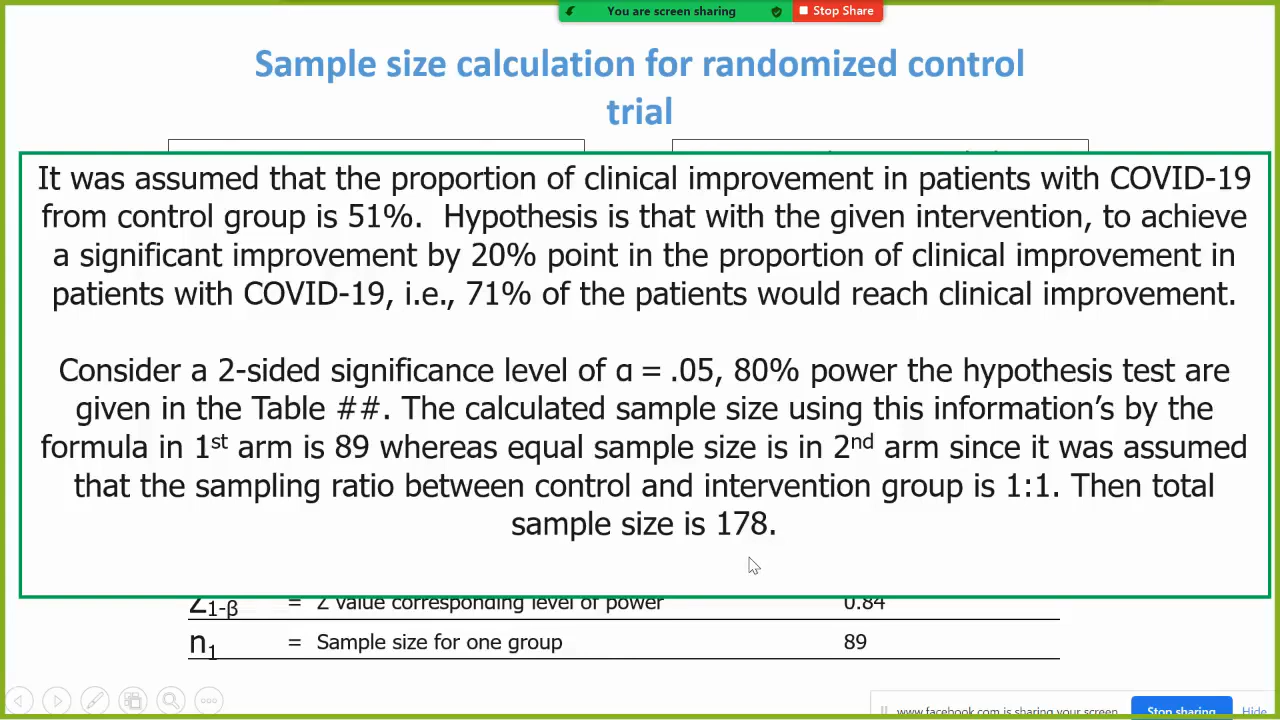 You are screen sharing
Stop Share
Sample size calculation for randomized control
trial
It was assumed that the proportion of clinical improvement in patients with COVID-19
from control group is 51%. Hypothesis is that with the given intervention, to achieve
a significant improvement by 20% point in the proportion of clinical improvement in
patients with COVID-19, i.e., 71% of the patients would reach clinical improvement.
Consider a 2-sided significance level of α = .05, 80% power the hypothesis test are
given in the Table ##. The calculated sample size using this information’s by the
formula in 1st arm is 89 whereas equal sample size is in 2nd arm since it was assumed
that the sampling ratio between control and intervention group is 1:1. Then total
sample size is 178.
Z1-β = Z value corresponding level of power 0.84
n1 = Sample size for one group 89
www.facebook.com is sharing your screen. Stop sharing Hide